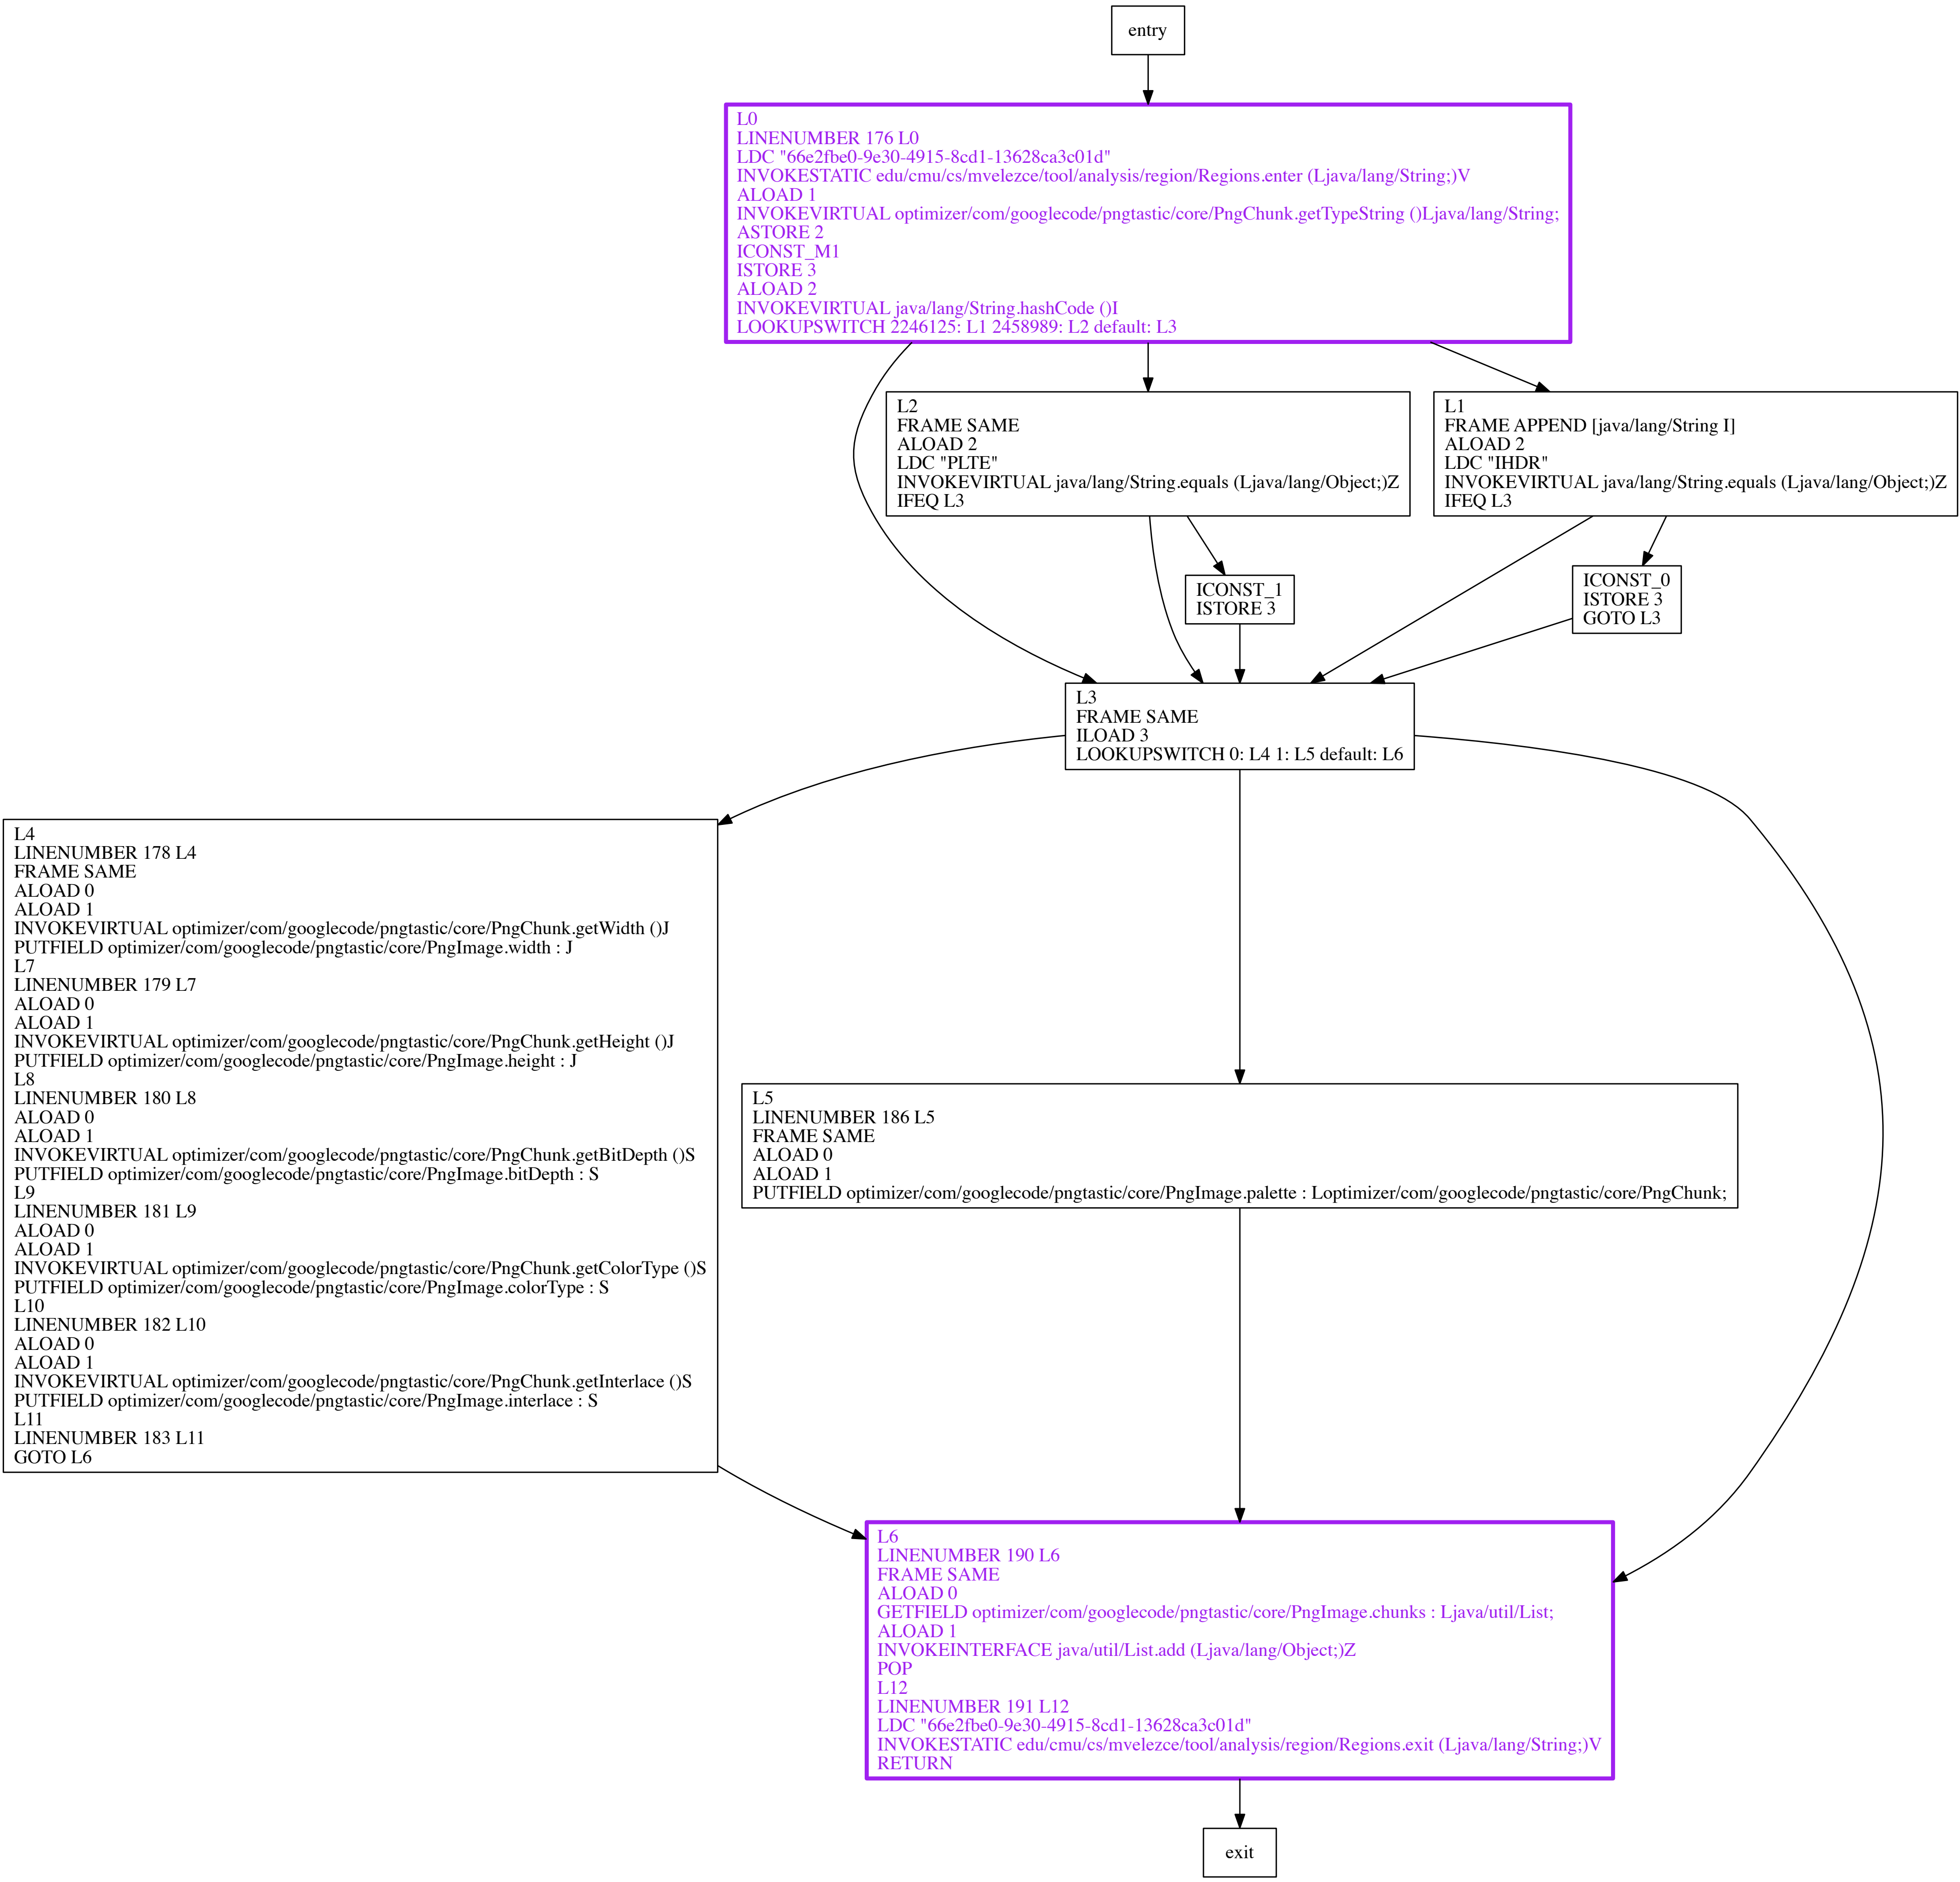 entry
L0
LINENUMBER 176 L0
LDC "66e2fbe0-9e30-4915-8cd1-13628ca3c01d"
INVOKESTATIC edu/cmu/cs/mvelezce/tool/analysis/region/Regions.enter (Ljava/lang/String;)V
ALOAD 1
INVOKEVIRTUAL optimizer/com/googlecode/pngtastic/core/PngChunk.getTypeString ()Ljava/lang/String;
ASTORE 2
ICONST_M1
ISTORE 3
ALOAD 2
INVOKEVIRTUAL java/lang/String.hashCode ()I
LOOKUPSWITCH 2246125: L1 2458989: L2 default: L3
L2
FRAME SAME
ALOAD 2
LDC "PLTE"
INVOKEVIRTUAL java/lang/String.equals (Ljava/lang/Object;)Z
IFEQ L3
L1
FRAME APPEND [java/lang/String I]
ALOAD 2
LDC "IHDR"
INVOKEVIRTUAL java/lang/String.equals (Ljava/lang/Object;)Z
IFEQ L3
ICONST_1
ISTORE 3
ICONST_0
ISTORE 3
GOTO L3
L3
FRAME SAME
ILOAD 3
LOOKUPSWITCH 0: L4 1: L5 default: L6
L4
LINENUMBER 178 L4
FRAME SAME
ALOAD 0
ALOAD 1
INVOKEVIRTUAL optimizer/com/googlecode/pngtastic/core/PngChunk.getWidth ()J
PUTFIELD optimizer/com/googlecode/pngtastic/core/PngImage.width : J
L7
LINENUMBER 179 L7
ALOAD 0
ALOAD 1
INVOKEVIRTUAL optimizer/com/googlecode/pngtastic/core/PngChunk.getHeight ()J
PUTFIELD optimizer/com/googlecode/pngtastic/core/PngImage.height : J
L8
LINENUMBER 180 L8
ALOAD 0
ALOAD 1
INVOKEVIRTUAL optimizer/com/googlecode/pngtastic/core/PngChunk.getBitDepth ()S
PUTFIELD optimizer/com/googlecode/pngtastic/core/PngImage.bitDepth : S
L9
LINENUMBER 181 L9
ALOAD 0
ALOAD 1
INVOKEVIRTUAL optimizer/com/googlecode/pngtastic/core/PngChunk.getColorType ()S
PUTFIELD optimizer/com/googlecode/pngtastic/core/PngImage.colorType : S
L10
LINENUMBER 182 L10
ALOAD 0
ALOAD 1
INVOKEVIRTUAL optimizer/com/googlecode/pngtastic/core/PngChunk.getInterlace ()S
PUTFIELD optimizer/com/googlecode/pngtastic/core/PngImage.interlace : S
L11
LINENUMBER 183 L11
GOTO L6
L5
LINENUMBER 186 L5
FRAME SAME
ALOAD 0
ALOAD 1
PUTFIELD optimizer/com/googlecode/pngtastic/core/PngImage.palette : Loptimizer/com/googlecode/pngtastic/core/PngChunk;
L6
LINENUMBER 190 L6
FRAME SAME
ALOAD 0
GETFIELD optimizer/com/googlecode/pngtastic/core/PngImage.chunks : Ljava/util/List;
ALOAD 1
INVOKEINTERFACE java/util/List.add (Ljava/lang/Object;)Z
POP
L12
LINENUMBER 191 L12
LDC "66e2fbe0-9e30-4915-8cd1-13628ca3c01d"
INVOKESTATIC edu/cmu/cs/mvelezce/tool/analysis/region/Regions.exit (Ljava/lang/String;)V
RETURN
exit